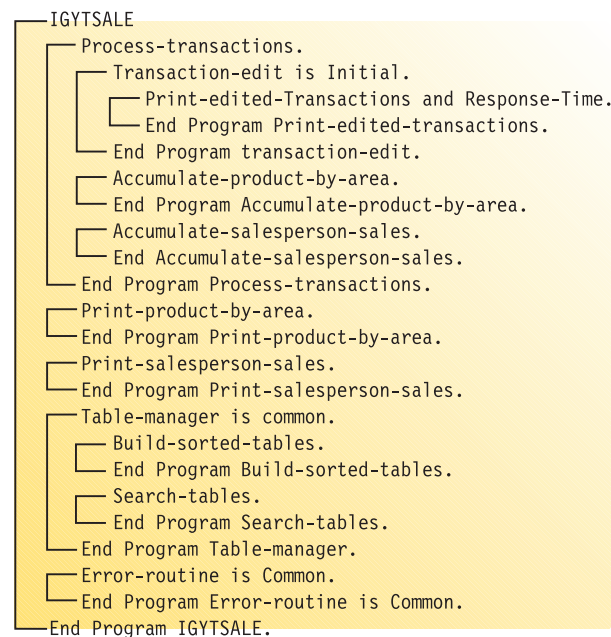 IGYTSALE
Process-transactions.
Transaction-edit is Initial.
Print-edited-Transactions and Response-Time.
End Program Print-edited-transactions.
End Program transaction-edit.
Accumulate-product-by-area.
End Program Accumulate-product-by-area.
Accumulate-salesperson-sales.
End Accumulate-salesperson-sales.
End Program Process-transactions.
Print-product-by-area.
End Program Print-product-by-area.
Print-salesperson-sales.
End Program Print-salesperson-sales.
Table-manager is common.
Build-sorted-tables.
End Program Build-sorted-tables.
Search-tables.
End Program Search-tables.
End Program Table-manager.
Error-routine is Common.
End Program Error-routine is Common.
End Program IGYTSALE.